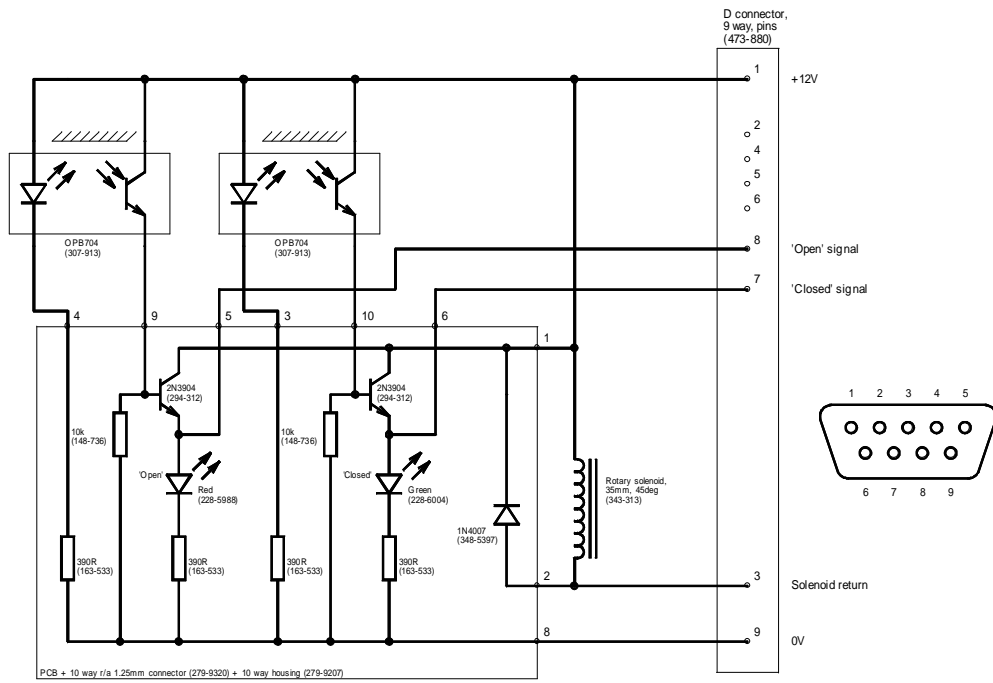 D connector,
9 way, pins
(473-880)
1
+12V
2
4
5
6
OPB704
(307-913)
OPB704
(307-913)
8
'Open' signal
7
'Closed' signal
4
9
5
3
10
6
1
2N3904
(294-312)
2N3904
(294-312)
10k
(148-736)
10k
(148-736)
1 2 3 4 5
6 7 8 9
'Open'
Red
(228-5988)
'Closed'
Green
(228-6004)
Rotary solenoid,
35mm, 45deg
(343-313)
1N4007
(348-5397)
390R
(163-533)
390R
(163-533)
390R
(163-533)
390R
(163-533)
2
3
Solenoid return
8
9
0V
PCB + 10 way r/a 1.25mm connector (279-9320) + 10 way housing (279-9207)